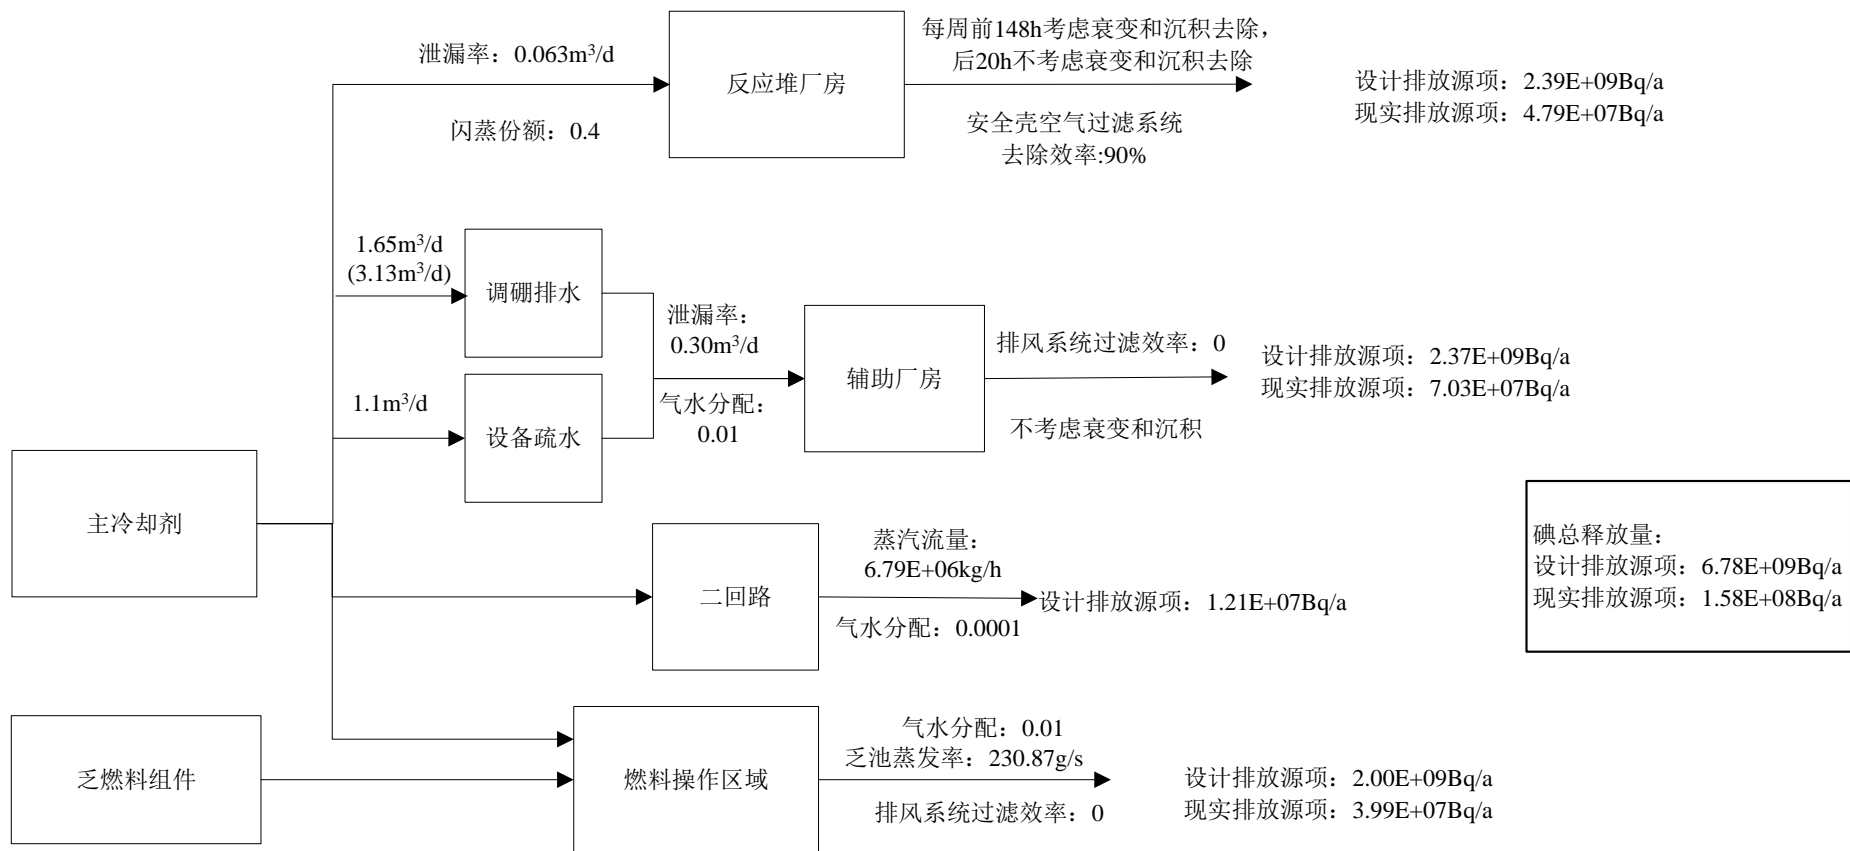 泄漏率：0.063m³/d
闪蒸份额：0.4
反应堆厂房
每周前148h考虑衰变和沉积去除，
后20h不考虑衰变和沉积去除
安全壳空气过滤系统
去除效率:90%
设计排放源项：2.39E+09Bq/a
现实排放源项：4.79E+07Bq/a
1.65m³/d
(3.13m³/d)
调硼排水
1.1m³/d
设备疏水
泄漏率：
0.30m³/d
气水分配：
0.01
辅助厂房
排风系统过滤效率：0
不考虑衰变和沉积
设计排放源项：2.37E+09Bq/a
现实排放源项：7.03E+07Bq/a
主冷却剂
二回路
蒸汽流量：
6.79E+06kg/h
气水分配：0.0001
设计排放源项：1.21E+07Bq/a
碘总释放量：
设计排放源项：6.78E+09Bq/a
现实排放源项：1.58E+08Bq/a
乏燃料组件
燃料操作区域
气水分配：0.01
乏池蒸发率：230.87g/s
排风系统过滤效率：0
设计排放源项：2.00E+09Bq/a
现实排放源项：3.99E+07Bq/a